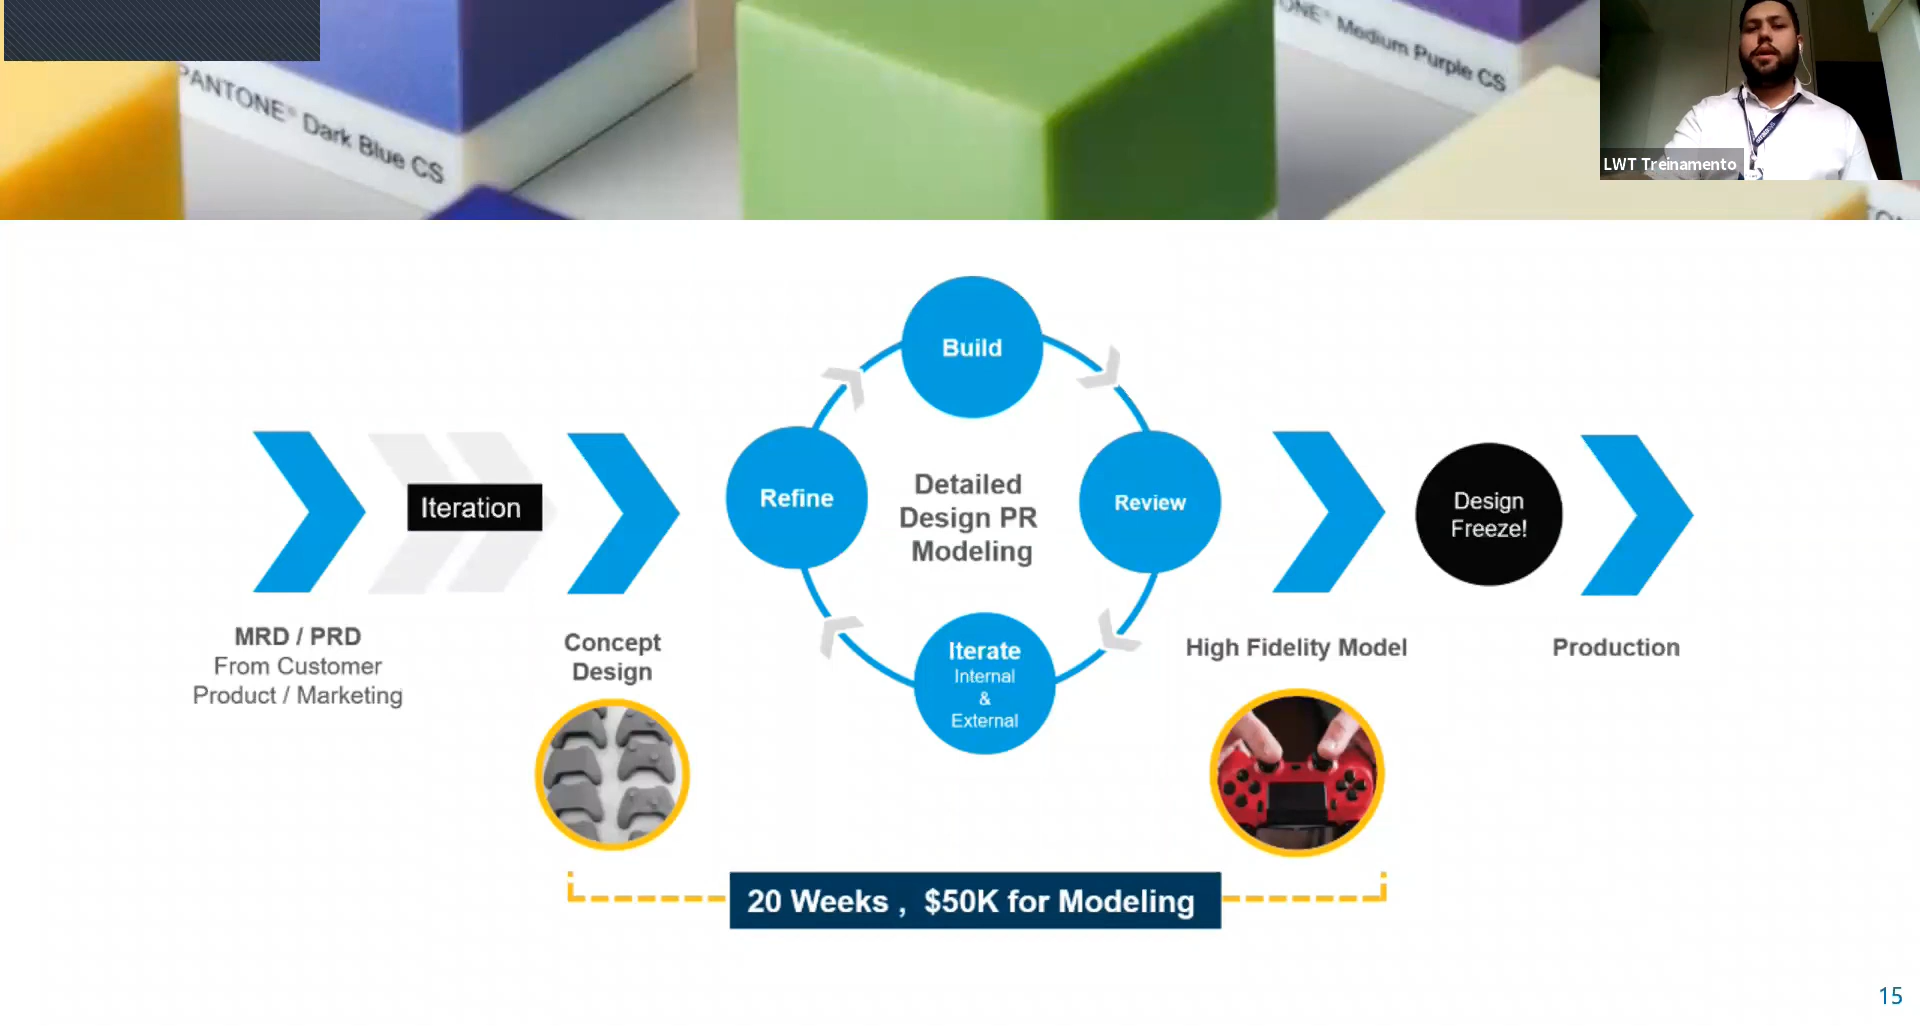 PANTONE® Dark Blue CS
ONE® Medium Purple CS
LWT Treinamento
Build
Refine
Detailed
Design PR
Modeling
Review
Iterate
Internal
&
External
Iteration
Design
Freeze!
MRD / PRD
From Customer
Product / Marketing
Concept
Design
High Fidelity Model
Production
20 Weeks , $50K for Modeling
15